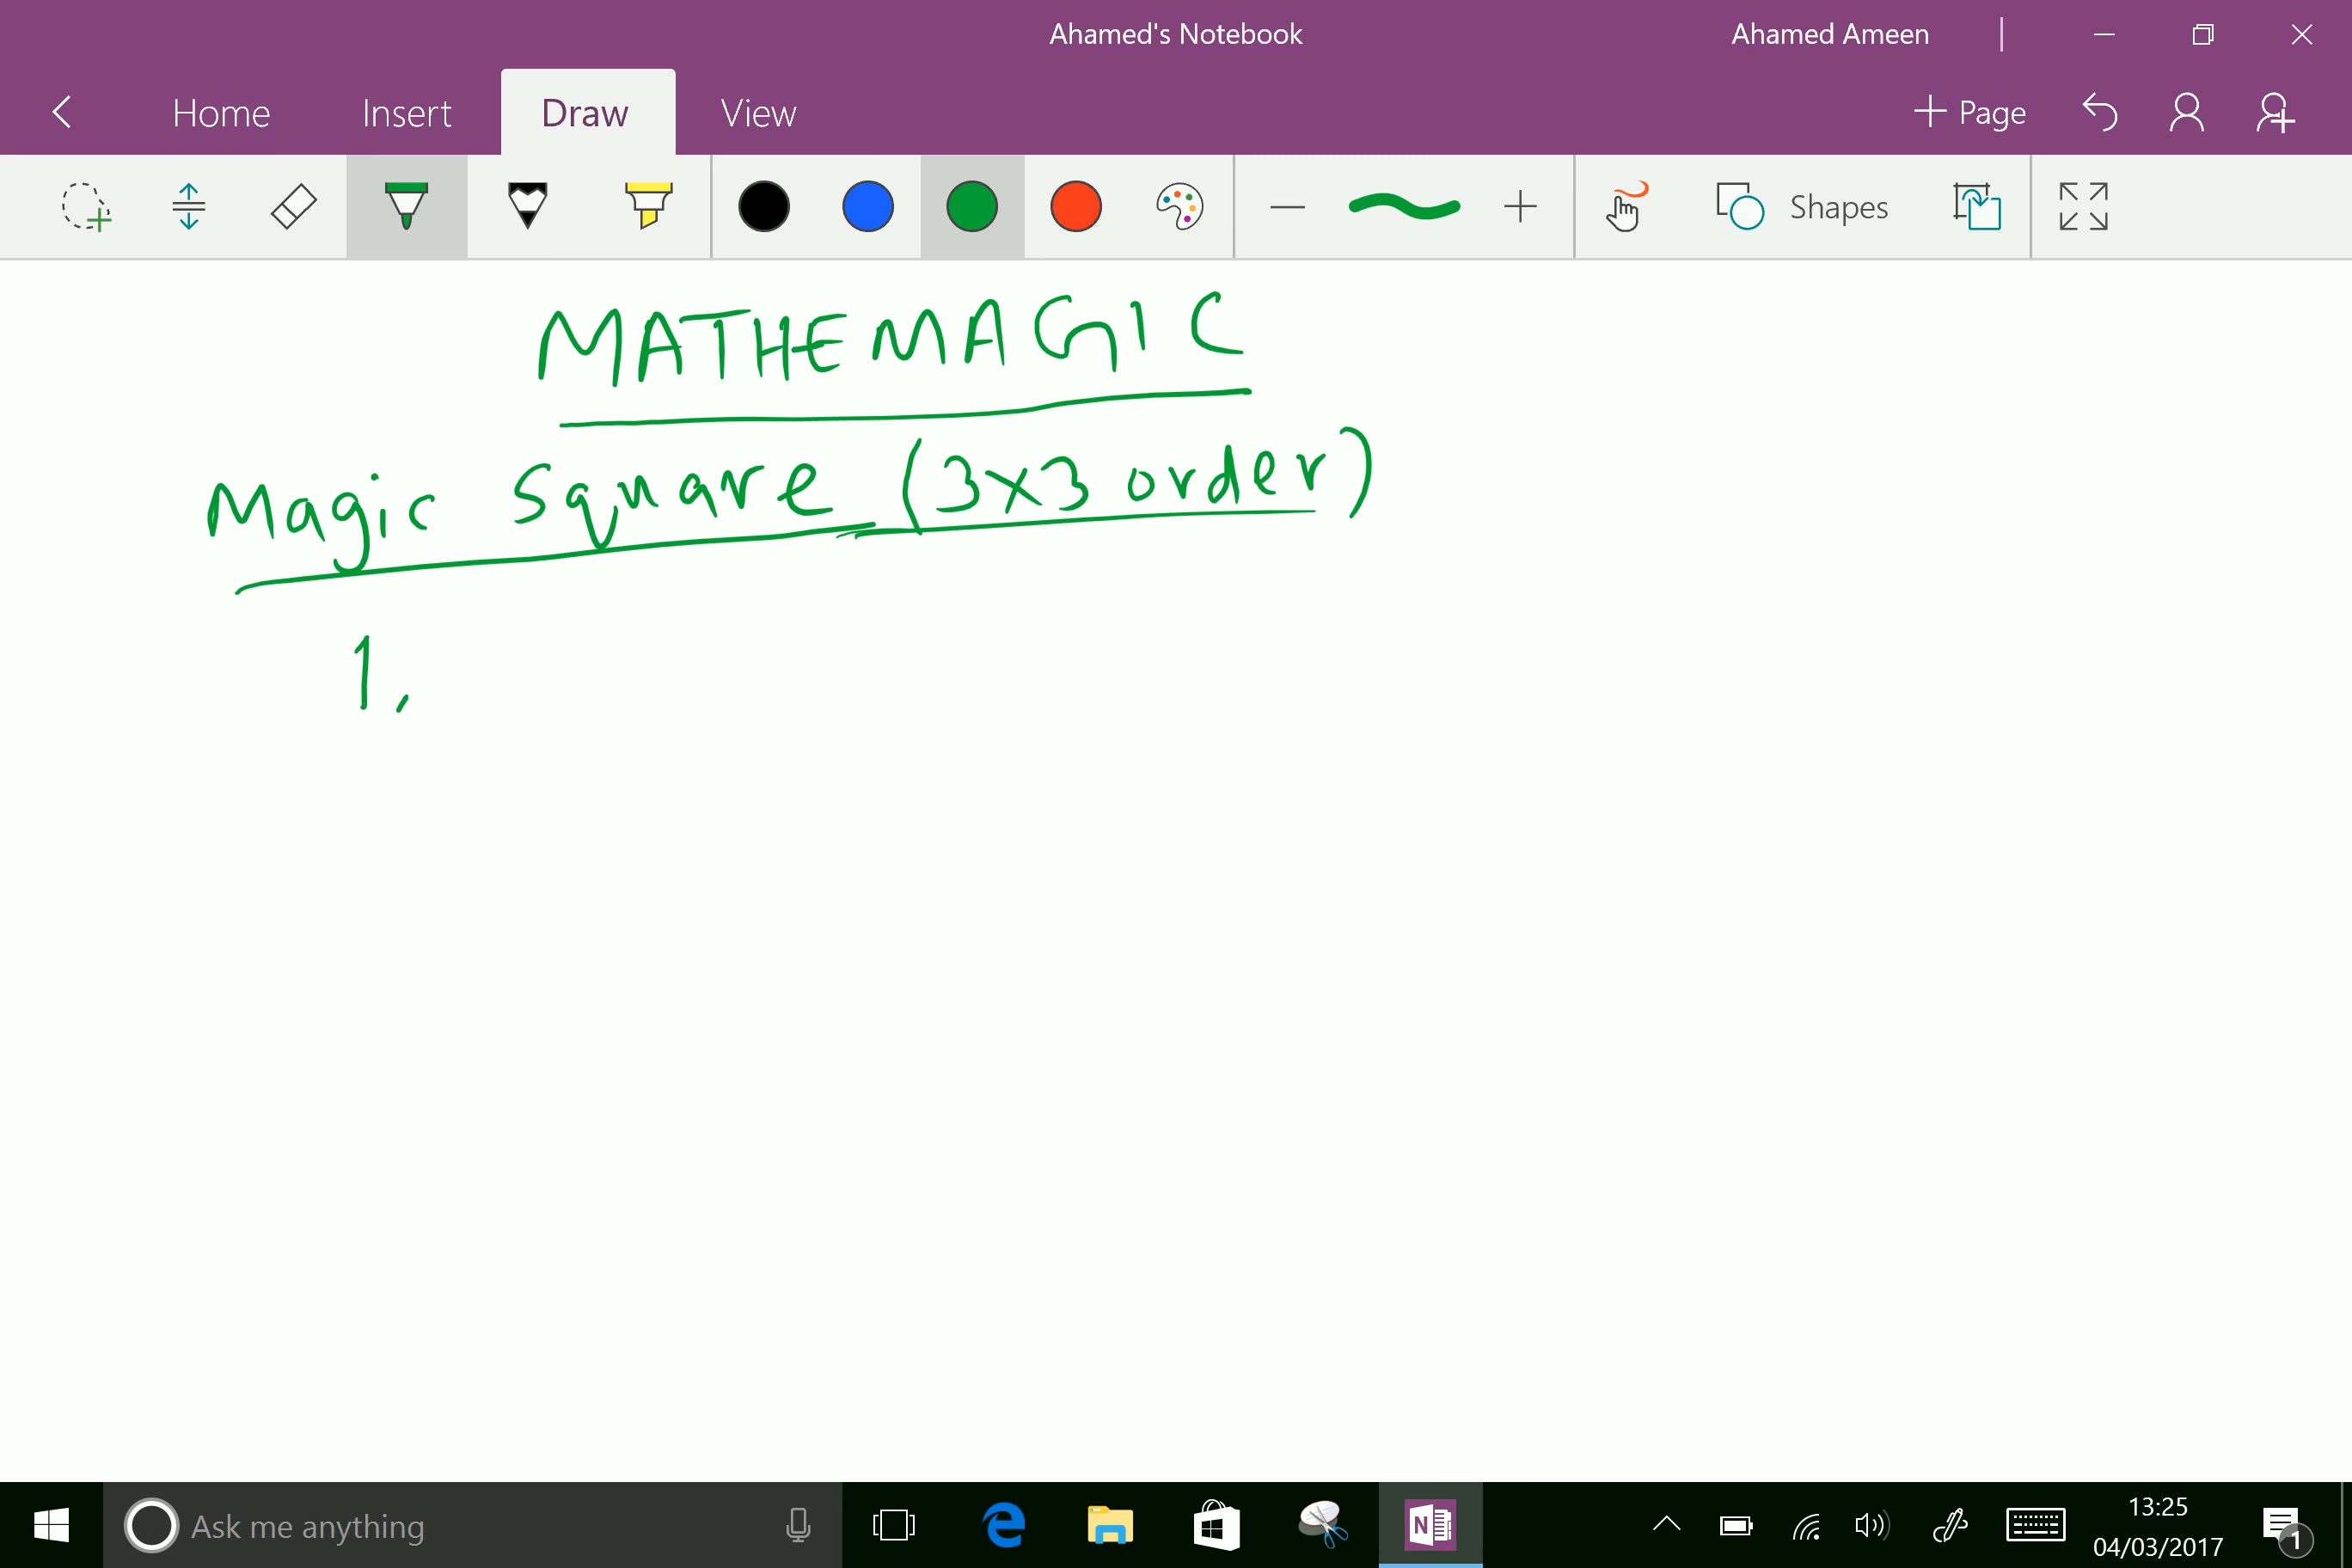 Ahamed's Notebook Ahamed Ameen
Home Insert Draw View + Page
Shapes
MATHEMAGIC
Magic Square (3x3 order)
1.
Ask me anything
N
13:25
04/03/2017
1